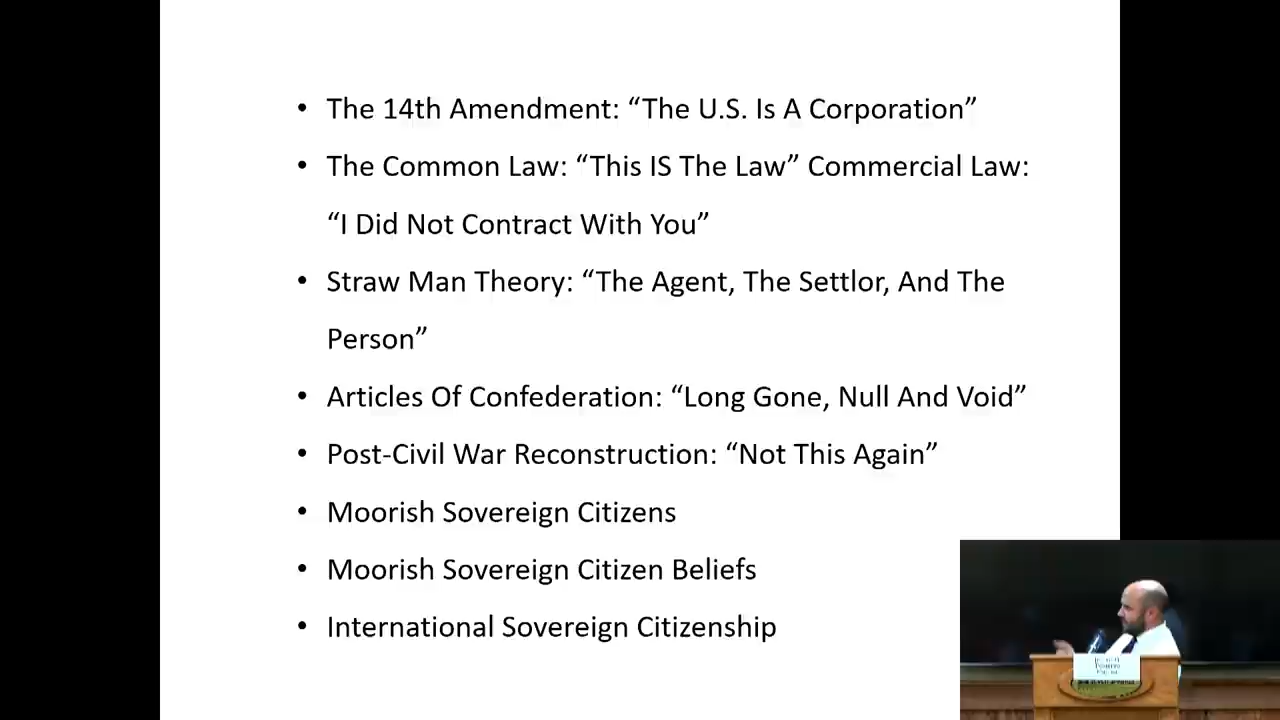 • The 14th Amendment: “The U.S. Is A Corporation”
• The Common Law: “This IS The Law” Commercial Law:
“I Did Not Contract With You”
• Straw Man Theory: “The Agent, The Settlor, And The
Person”
• Articles Of Confederation: “Long Gone, Null And Void”
• Post-Civil War Reconstruction: “Not This Again”
• Moorish Sovereign Citizens
• Moorish Sovereign Citizen Beliefs
• International Sovereign Citizenship